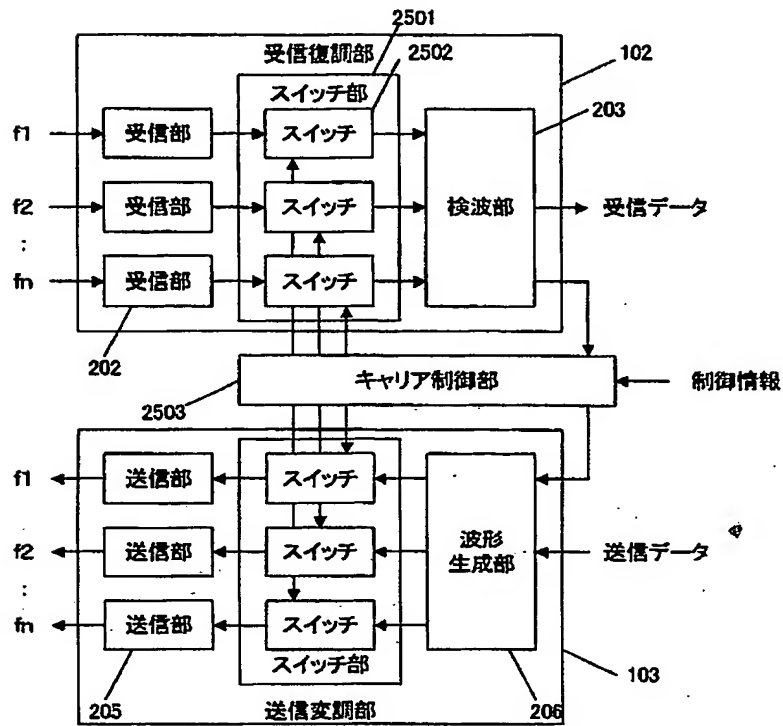 2501
受信復調部
2502
102
スイッチ部
203
f1
受信部
スイッチ
f2
受信部
スイッチ
検波部
受信データ
:
fn
受信部
スイッチ
202
キャリア制御部
制御情報
2503
f1
送信部
スイッチ
f2
送信部
スイッチ
波形
生成部
送信データ
:
fn
送信部
スイッチ
スイッチ部
205
送信変調部
206
103